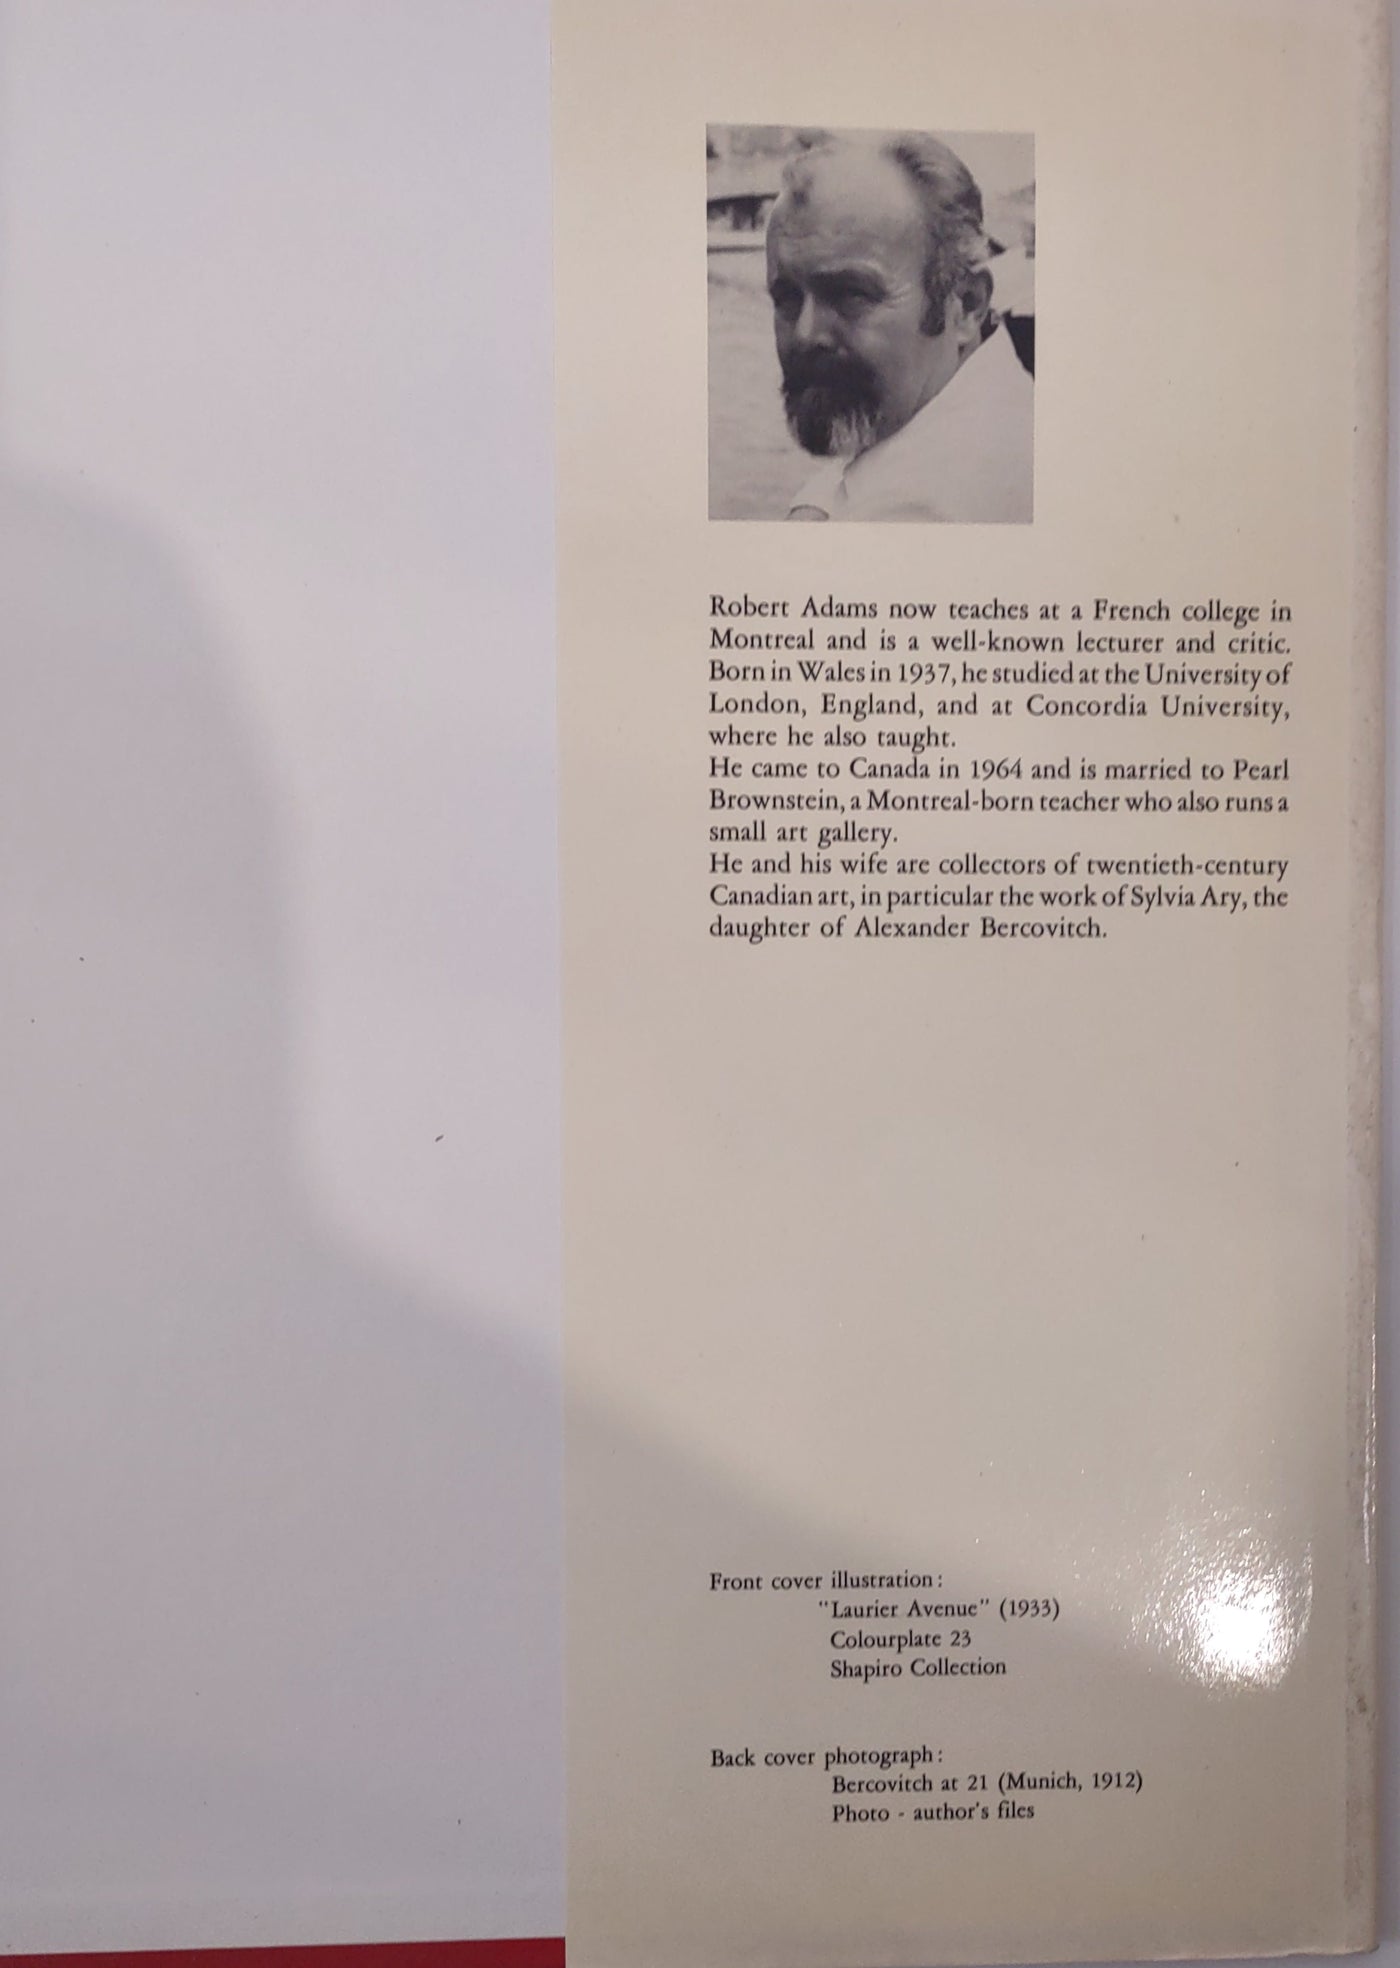 Robert Adams now teaches at a French college in
Montreal and is a well-known lecturer and critic.
Born in Wales in 1937, he studied at the University of
London, England, and at Concordia University,
where he also taught.
He came to Canada in 1964 and is married to Pearl
Brownstein, a Montreal-born teacher who also runs a
small art gallery.
He and his wife are collectors of twentieth-century
Canadian art, in particular the work of Sylvia Ary, the
daughter of Alexander Bercovitch.
Front cover illustration:
"Laurier Avenue" (1933)
Colourplate 23
Shapiro Collection
Back cover photograph:
Bercovitch at 21 (Munich, 1912)
Photo - author's files